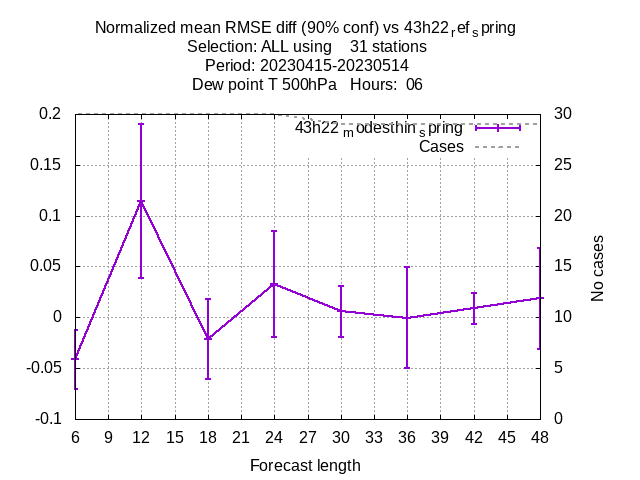 Normalized mean RMSE diff (90% conf) vs 43h22refspring
Selection: ALL using 31 stations
Period: 20230415-20230514
Dew point T 500hPa Hours: 06
0.2
0.15
0.1
0.05
0
-0.05
-0.1
43h22modesthinspring
Cases
30
25
20
15
10
5
0
No cases
6 9 12 15 18 21 24 27 30 33 36 39 42 45 48
Forecast length